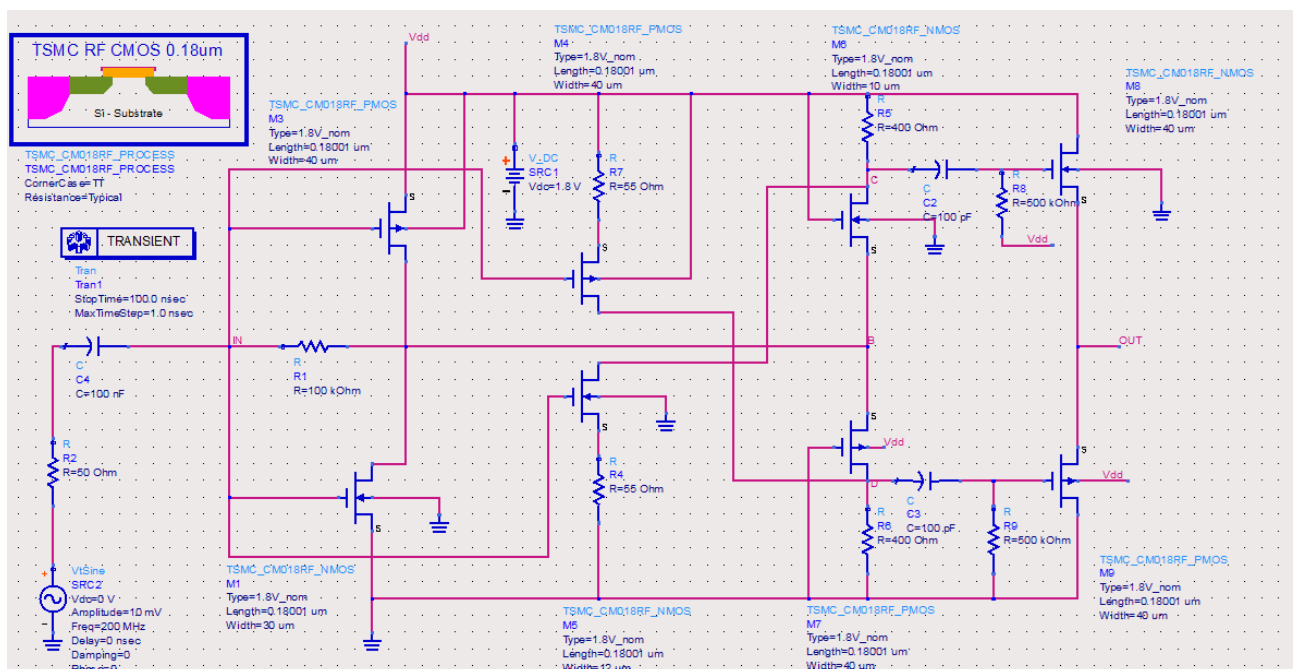 TSMC RF CMOS 0.18um
Si - Substrate
TSMC_CM018RF_PROCESS
TSMC_CM018RF_PROCESS
CornerCase=TT
Resistance=Typical
TRANSIENT
Tran
Tran1
StopTime=100.0 nsec
MaxTimeStep=1.0 nsec
C
C4
C=100 nF
R
R2
R=50 Ohm
VtSine
SRC2
Vdc=0 V
Amplitude=10 mV
Freq=200 MHz
Delay=0 nsec
Damping=0
Phase=0
Vdd
TSMC_CM018RF_PMOS
M3
Type=1.8V_nom
Length=0.18001 um
Width=40 um
S
IN
R
R1
R=100 kOhm
S
TSMC_CM018RF_NMOS
M1
Type=1.8V_nom
Length=0.18001 um
Width=30 um
TSMC_CM018RF_PMOS
M4
Type=1.8V_nom
Length=0.18001 um
Width=40 um
V_DC
SRC1
Vdc=1.8 V
R
R7
R=55 Ohm
S
S
R
R4
R=55 Ohm
TSMC_CM018RF_NMOS
M5
Type=1.8V_nom
Length=0.18001 um
Width=12 um
TSMC_CM018RF_NMOS
M6
Type=1.8V_nom
Length=0.18001 um
Width=10 um
R
R5
R=400 Ohm
C
C
C2
C=100 pF
S
B
R
R8
R=500 kOhm
Vdd
TSMC_CM018RF_NMOS
M8
Type=1.8V_nom
Length=0.18001 um
Width=40 um
S
OUT
S
Vdd
D
C
C3
C=100 pF
R
R6
R=400 Ohm
R
R9
R=500 kOhm
S
Vdd
TSMC_CM018RF_PMOS
M7
Type=1.8V_nom
Length=0.18001 um
Width=40 um
TSMC_CM018RF_PMOS
M9
Type=1.8V_nom
Length=0.18001 um
Width=40 um